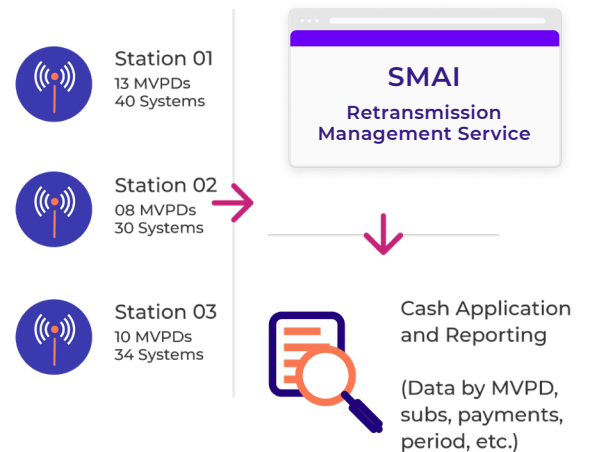 Station 01
13 MVPDs
40 Systems
Station 02
08 MVPDs
30 Systems
Station 03
10 MVPDs
34 Systems
SMAI
Retransmission
Management Service
Cash Application
and Reporting
(Data by MVPD,
subs, payments,
period, etc.)